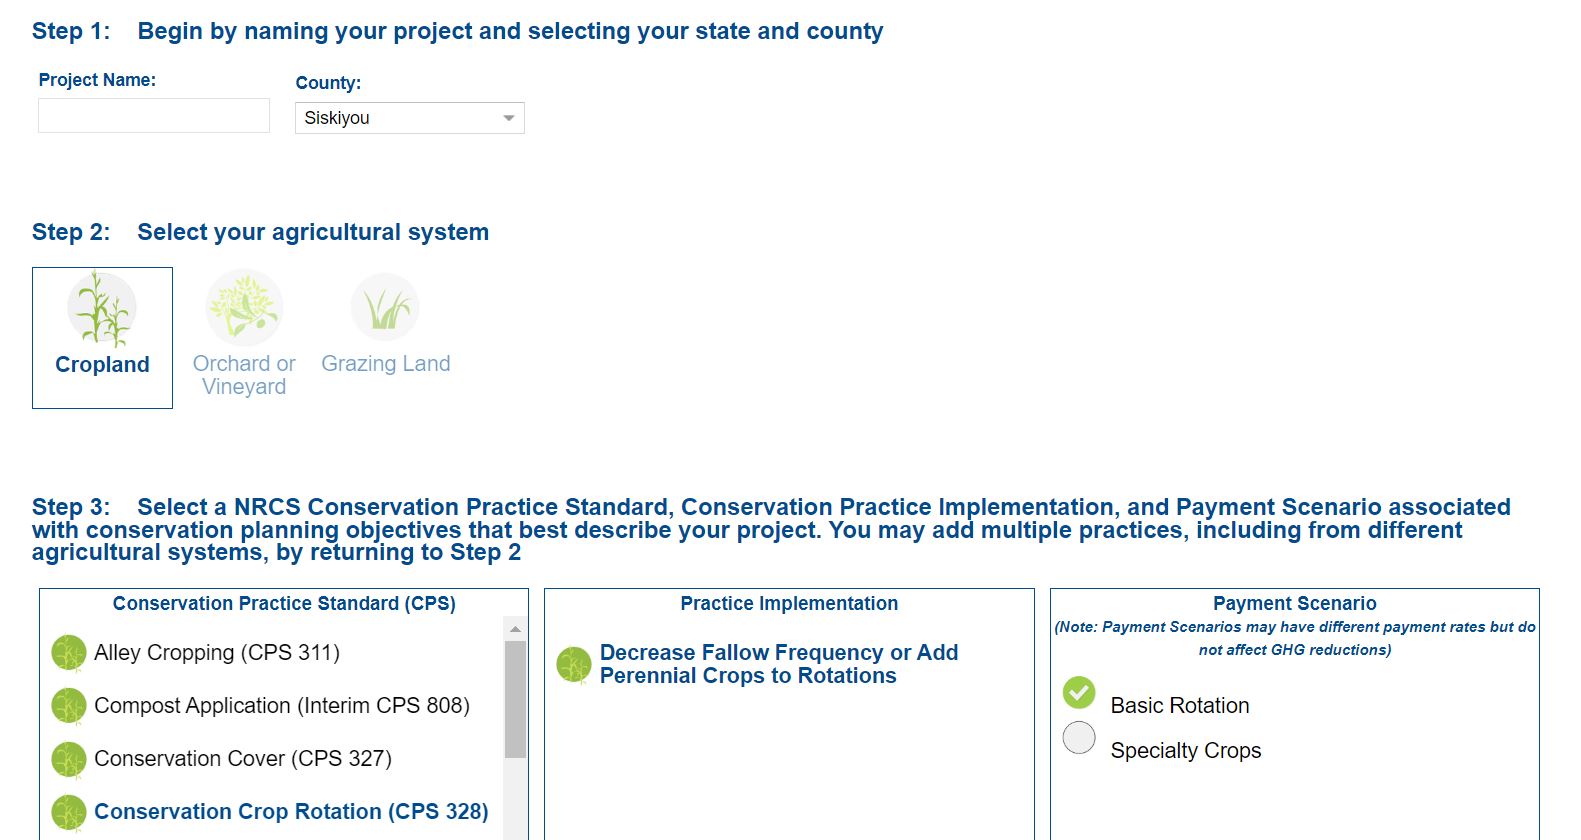 Step 1: Begin by naming your project and selecting your state and county
Project Name:
County:
Siskiyou
Step 2: Select your agricultural system
Cropland
Orchard or
Vineyard
Grazing Land
Step 3: Select a NRCS Conservation Practice Standard, Conservation Practice Implementation, and Payment Scenario associated
with conservation planning objectives that best describe your project. You may add multiple practices, including from different
agricultural systems, by returning to Step 2
Conservation Practice Standard (CPS)
Alley Cropping (CPS 311)
Compost Application (Interim CPS 808)
Conservation Cover (CPS 327)
Conservation Crop Rotation (CPS 328)
Practice Implementation
Decrease Fallow Frequency or Add
Perennial Crops to Rotations
Payment Scenario
(Note: Payment Scenarios may have different payment rates but do
not affect GHG reductions)
Basic Rotation
Specialty Crops